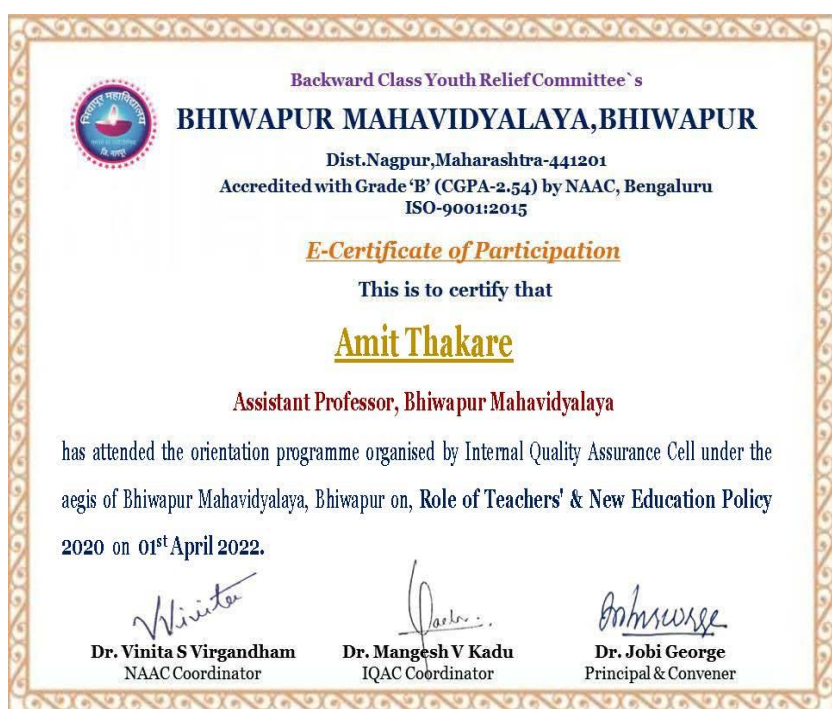 Backward Class Youth Relief Committee`s
BHIWAPUR MAHAVIDYALAYA,BHIWAPUR
भिवापूर महाविद्यालय
जि. नागपूर
Dist.Nagpur,Maharashtra-441201
Accredited with Grade ‘B’ (CGPA-2.54) by NAAC, Bengaluru
ISO-9001:2015
E-Certificate of Participation
This is to certify that
Amit Thakare
Assistant Professor, Bhiwapur Mahavidyalaya
has attended the orientation programme organised by Internal Quality Assurance Cell under the
aegis of Bhiwapur Mahavidyalaya, Bhiwapur on, Role of Teachers' & New Education Policy
2020 on 01st April 2022.
Dr. Vinita S Virgandham
NAAC Coordinator
Dr. Mangesh V Kadu
IQAC Coordinator
Dr. Jobi George
Principal & Convener